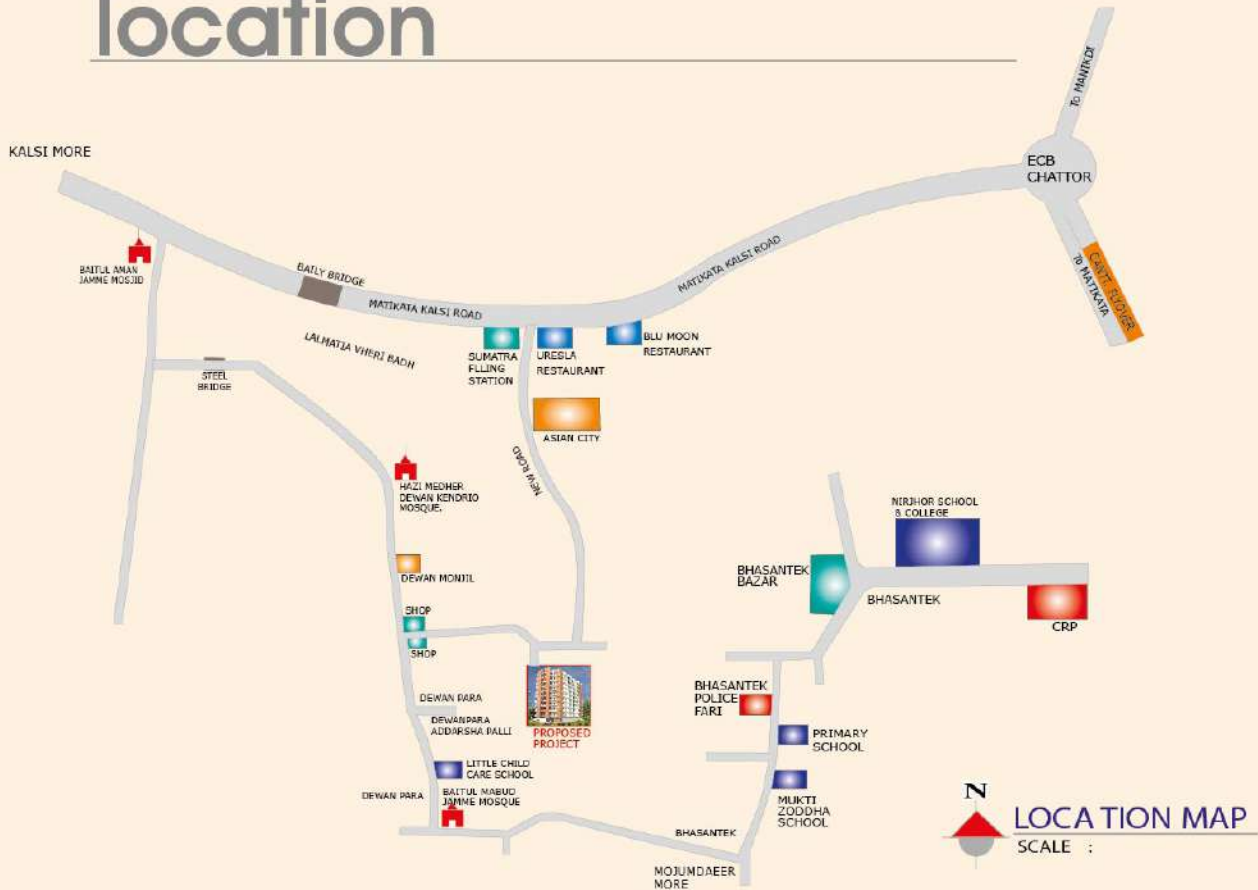 location
TO MANIKDI
KALSI MORE
ECB
CHATTOR
BAITUL AMAN
JAMME MOSJID
BAILY BRIDGE
MATIKATA KALSI ROAD
MATIKATA KALSI ROAD
CANTT. FLYOVER
TO MATIKATA
LALMATIA VHERI BADH
STEEL
BRIDGE
SUMATRA
FLLING
STATION
URESLA
RESTAURANT
BLU MOON
RESTAURANT
ASIAN CITY
NEW ROAD
HAZI MEDHER
DEWAN KENDRIO
MOSQUE.
DEWAN MONJIL
SHOP
SHOP
NIRJHOR SCHOOL
& COLLEGE
BHASANTEK
BAZAR
BHASANTEK
CRP
DEWAN PARA
DEWANPARA
ADDARSHA PALLI
PROPOSED
PROJECT
BHASANTEK
POLICE
FARI
PRIMARY
SCHOOL
LITTLE CHILD
CARE SCHOOL
DEWAN PARA
BAITUL MABUD
JAMME MOSQUE
MUKTI
ZODDHA
SCHOOL
BHASANTEK
MOJUMDAEER
MORE
N
LOCATION MAP
SCALE :